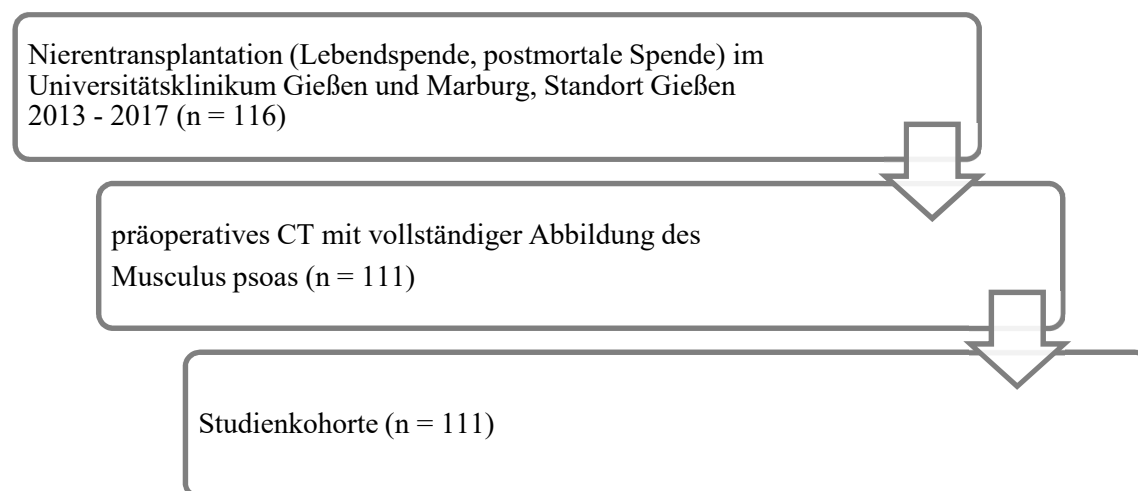 Nierentransplantation (Lebendspende, postmortale Spende) im
Universitätsklinikum Gießen und Marburg, Standort Gießen
2013 - 2017 (n = 116)
präoperatives CT mit vollständiger Abbildung des
Musculus psoas (n = 111)
Studienkohorte (n = 111)